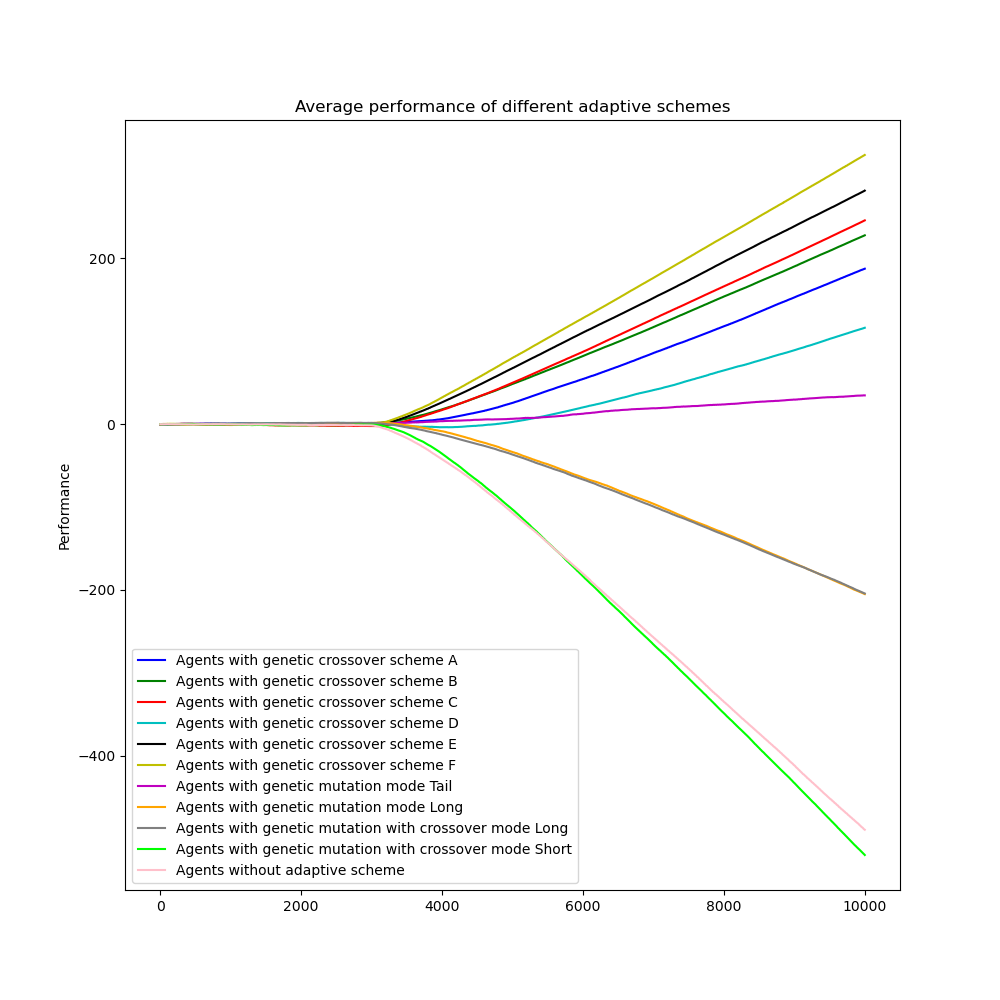 Average performance of different adaptive schemes
Performance
200
0
−200
−400
0
2000
4000
6000
8000
10000
Agents with genetic crossover scheme A
Agents with genetic crossover scheme B
Agents with genetic crossover scheme C
Agents with genetic crossover scheme D
Agents with genetic crossover scheme E
Agents with genetic crossover scheme F
Agents with genetic mutation mode Tail
Agents with genetic mutation mode Long
Agents with genetic mutation with crossover mode Long
Agents with genetic mutation with crossover mode Short
Agents without adaptive scheme